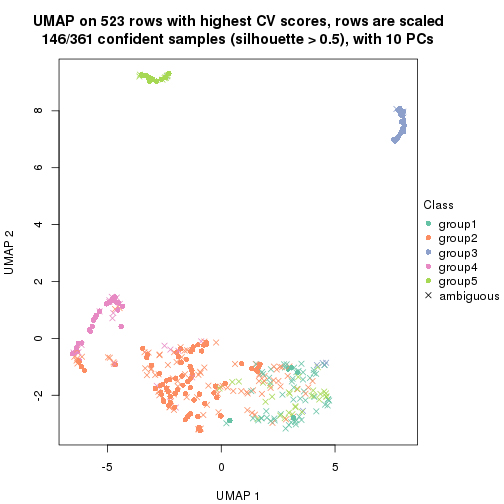 UMAP on 523 rows with highest CV scores, rows are scaled
146/361 confident samples (silhouette > 0.5), with 10 PCs
8
6
4
2
0
-2
UMAP 2
-5
0
5
UMAP 1
Class
group1
group2
group3
group4
group5
ambiguous